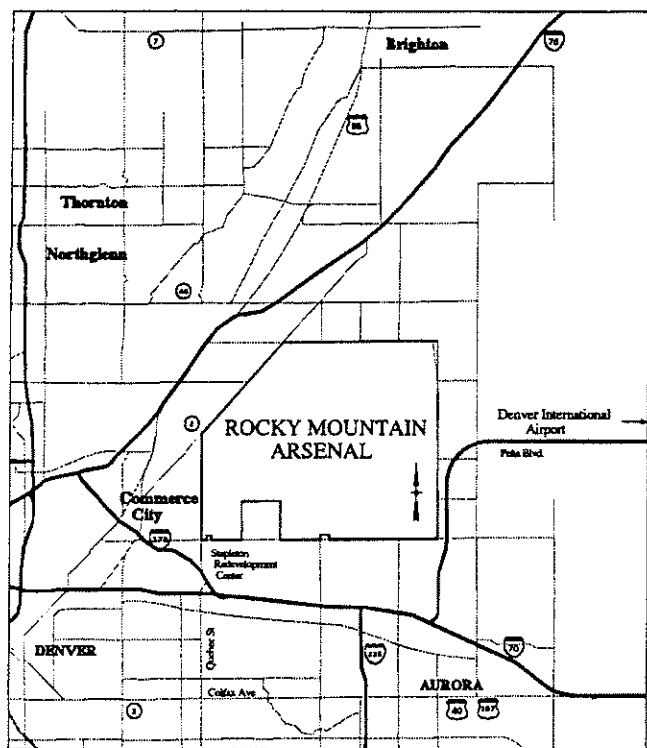 Brighton
76
7
85
Thornton
Northglenn
44
2
ROCKY MOUNTAIN
ARSENAL
Denver International
Airport
Peña Blvd.
Commerce
City
270
Stapleton
Redevelopment
Center
Quebec St
DENVER
225
70
Colfax Ave
AURORA
2
40
287